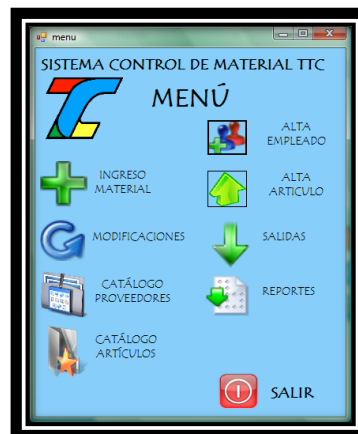 menu
SISTEMA CONTROL DE MATERIAL TTC
MENÚ
ALTA
EMPLEADO
INGRESO
MATERIAL
ALTA
ARTICULO
MODIFICACIONES
SALIDAS
CATÁLOGO
PROVEEDORES
REPORTES
CATÁLOGO
ARTÍCULOS
SALIR